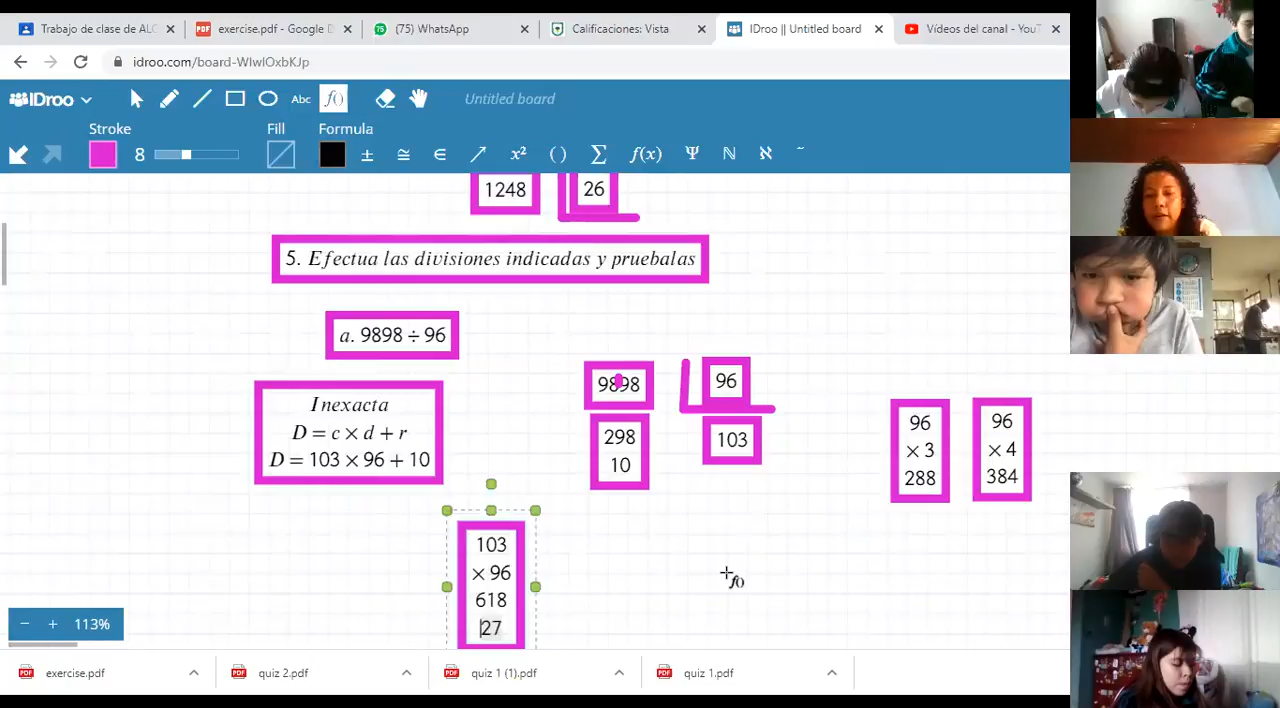 Trabajo de clase de ALG
exercise.pdf - Google D
(75) WhatsApp
Calificaciones: Vista
IDroo || Untitled board
Vídeos del canal - YouT
idroo.com/board-WIwIOxbKJp
IDroo
Abc
f()
Untitled board
Stroke
Fill
Formula
8
± ≅ ∈ x² () ∑ f(x) Ψ ℕ ℵ
1248
26
5. Efectua las divisiones indicadas y pruebalas
a. 9898 ÷ 96
Inexacta
D = c × d + r
D = 103 × 96 + 10
9898
96
298
10
103
96
× 3
288
96
× 4
384
103
× 96
618
27
f()
113%
exercise.pdf
quiz 2.pdf
quiz 1 (1).pdf
quiz 1.pdf